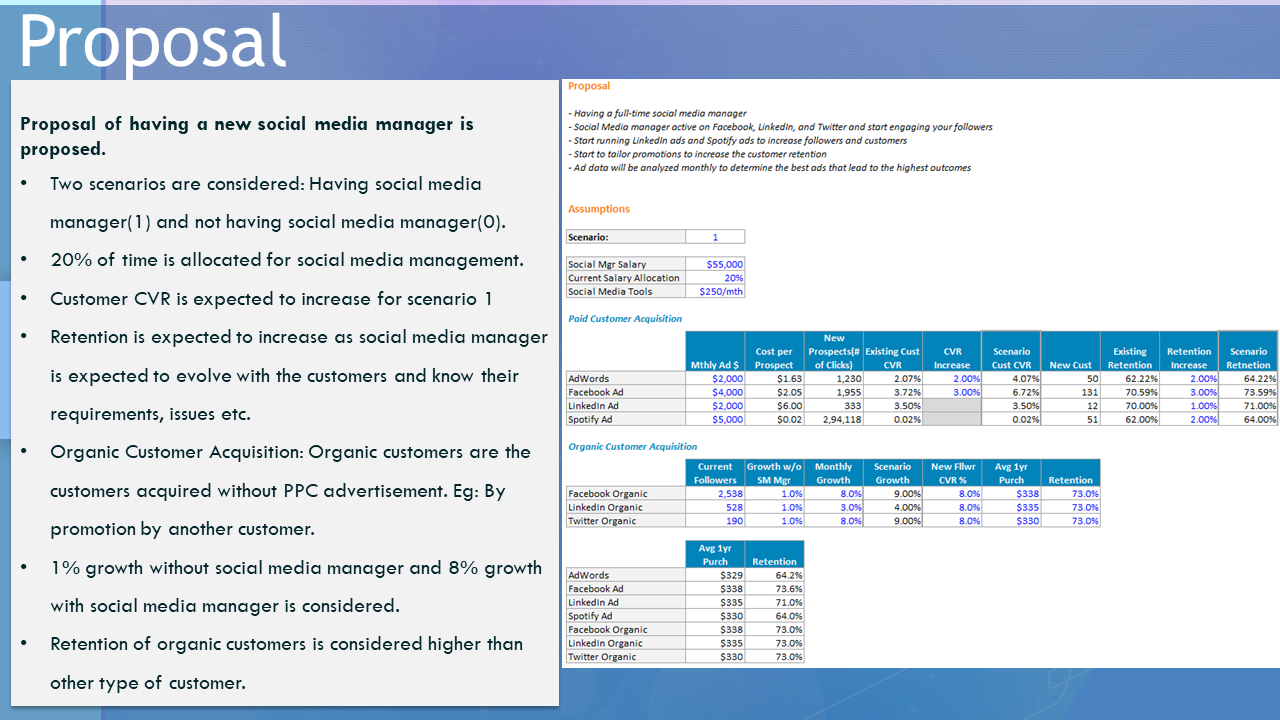 Proposal
Proposal of having a new social media manager is
proposed.
• Two scenarios are considered: Having social media
manager(1) and not having social media manager(0).
• 20% of time is allocated for social media management.
• Customer CVR is expected to increase for scenario 1
• Retention is expected to increase as social media manager
is expected to evolve with the customers and know their
requirements, issues etc.
• Organic Customer Acquisition: Organic customers are the
customers acquired without PPC advertisement. Eg: By
promotion by another customer.
• 1% growth without social media manager and 8% growth
with social media manager is considered.
• Retention of organic customers is considered higher than
other type of customer.
Proposal
- Having a full-time social media manager
- Social Media manager active on Facebook, LinkedIn, and Twitter and start engaging your followers
- Start running LinkedIn ads and Spotify ads to increase followers and customers
- Start to tailor promotions to increase the customer retention
- Ad data will be analyzed monthly to determine the best ads that lead to the highest outcomes
Assumptions
Scenario: 1
Social Mgr Salary $55,000
Current Salary Allocation 20%
Social Media Tools $250/mth
Paid Customer Acquisition
New
Cost per Prospects(# Existing Cust CVR Scenario Existing Retention Scenario
Mthly Ad $ Prospect of Clicks) CVR Increase Cust CVR New Cust Retention Increase Retnetion
AdWords $2,000 $1.63 1,230 2.07% 2.00% 4.07% 50 62.22% 2.00% 64.22%
Facebook Ad $4,000 $2.05 1,955 3.72% 3.00% 6.72% 131 70.59% 3.00% 73.59%
LinkedIn Ad $2,000 $6.00 333 3.50% 3.50% 12 70.00% 1.00% 71.00%
Spotify Ad $5,000 $0.02 2,94,118 0.02% 0.02% 51 62.00% 2.00% 64.00%
Organic Customer Acquisition
Current Growth w/o Monthly Scenario New Fllwr Avg 1yr
Followers SM Mgr Growth Growth CVR % Purch Retention
Facebook Organic 2,538 1.0% 8.0% 9.00% 8.0% $338 73.0%
LinkedIn Organic 528 1.0% 3.0% 4.00% 8.0% $335 73.0%
Twitter Organic 190 1.0% 8.0% 9.00% 8.0% $330 73.0%
Avg 1yr
Purch Retention
AdWords $329 64.2%
Facebook Ad $338 73.6%
LinkedIn Ad $335 71.0%
Spotify Ad $330 64.0%
Facebook Organic $338 73.0%
LinkedIn Organic $335 73.0%
Twitter Organic $330 73.0%